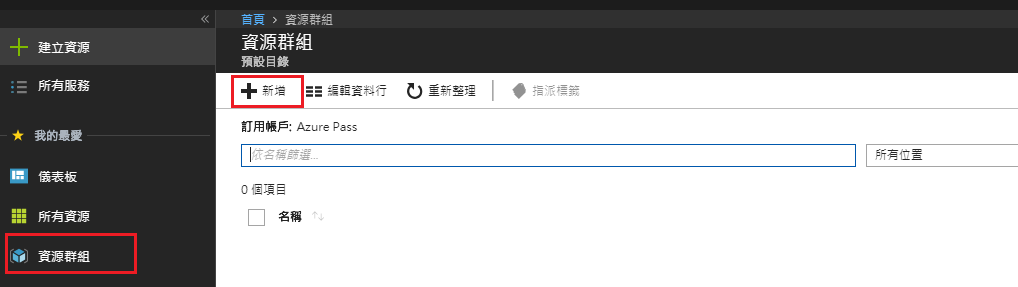 首頁 > 資源群組
建立資源
所有服務
我的最愛
儀表板
所有資源
資源群組
資源群組
預設目錄
新增 編輯資料行 重新整理 指派標籤
訂用帳戶: Azure Pass
依名稱篩選... 所有位置
0 個項目
名稱